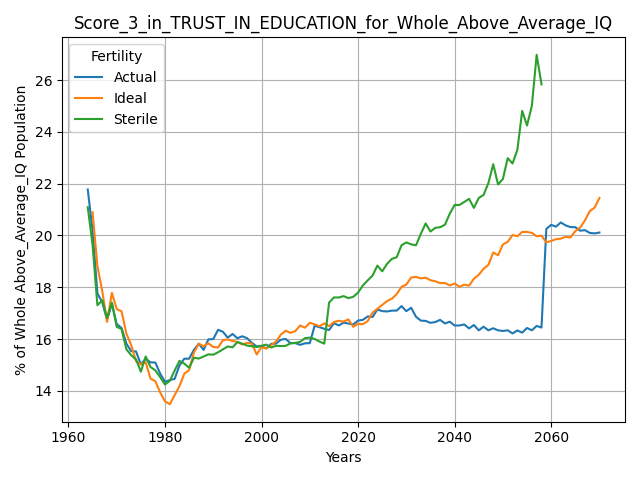 Score_3_in_TRUST_IN_EDUCATION_for_Whole_Above_Average_IQ
Fertility
Actual
Ideal
Sterile
% of Whole Above_Average_IQ Population
26
24
22
20
18
16
14
1960
1980
2000
2020
2040
2060
Years